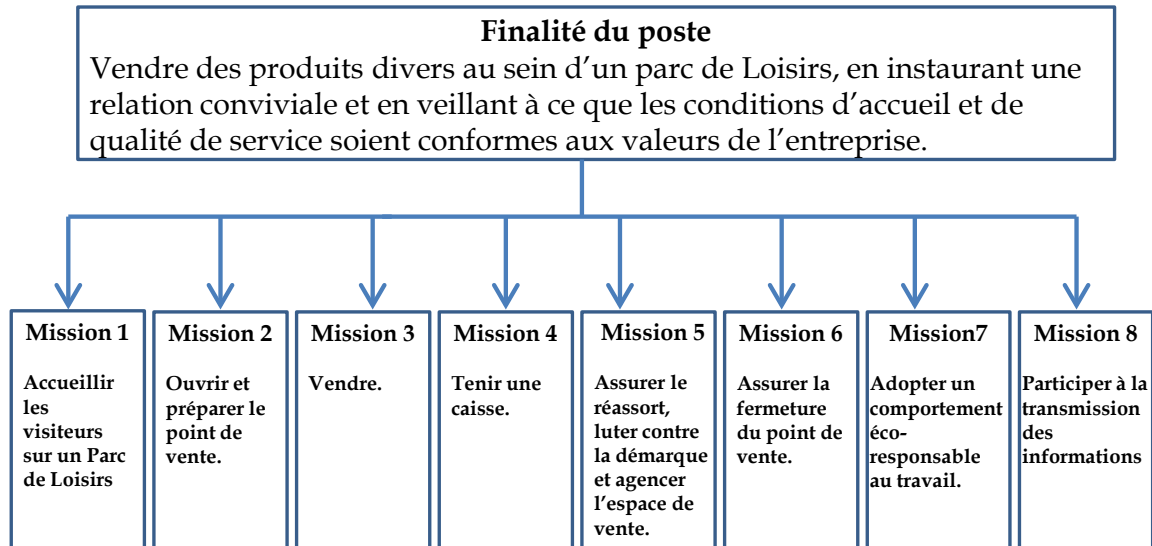 Finalité du poste
Vendre des produits divers au sein d’un parc de Loisirs, en instaurant une
relation conviviale et en veillant à ce que les conditions d’accueil et de
qualité de service soient conformes aux valeurs de l’entreprise.
Mission 1
Accueillir
les
visiteurs
sur un Parc
de Loisirs
Mission 2
Ouvrir et
préparer le
point de
vente.
Mission 3
Vendre.
Mission 4
Tenir une
caisse.
Mission 5
Assurer le
réassort,
luter contre
la démarque
et agencer
l’espace de
vente.
Mission 6
Assurer la
fermeture
du point de
vente.
Mission7
Adopter un
comportement
éco-
responsable
au travail.
Mission 8
Participer à la
transmission
des
informations